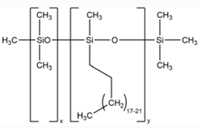 CH₃ CH₃ CH₃
H₃C SiO Si O Si CH₃
CH₃ CH₃
H₃C [CH₂]17-21
x y